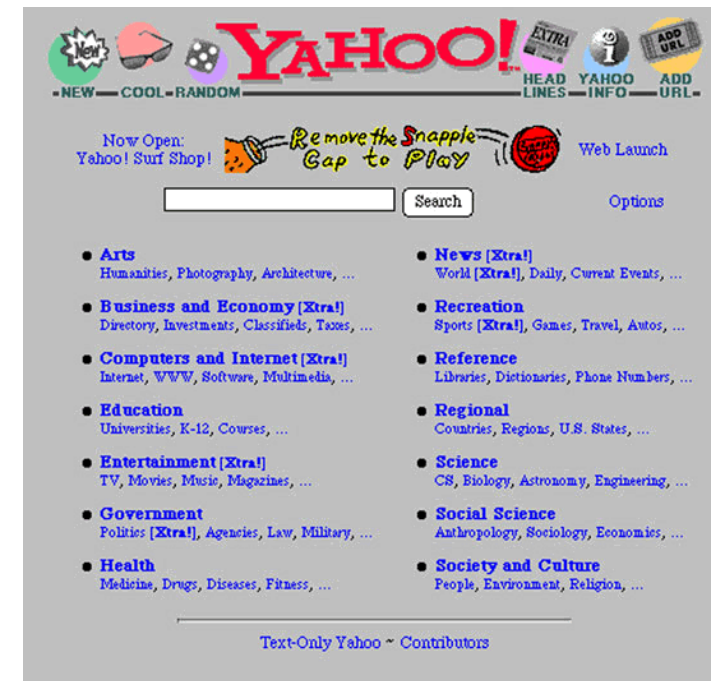 New
EXTRA
i
ADD URL
YAHOO!
NEW COOL RANDOM
HEAD LINES
YAHOO INFO
ADD URL
Now Open:
Yahoo! Surf Shop!
Remove the Snapple
Cap to Play
Web Launch
Search
Options
Arts
Humanities, Photography, Architecture, ...
Business and Economy [Xtra!]
Directory, Investments, Classifieds, Taxes, ...
Computers and Internet [Xtra!]
Internet, WWW, Software, Multimedia, ...
Education
Universities, K-12, Courses, ...
Entertainment [Xtra!]
TV, Movies, Music, Magazines, ...
Government
Politics [Xtra!], Agencies, Law, Military, ...
Health
Medicine, Drugs, Diseases, Fitness, ...
News [Xtra!]
World [Xtra!], Daily, Current Events, ...
Recreation
Sports [Xtra!], Games, Travel, Autos, ...
Reference
Libraries, Dictionaries, Phone Numbers, ...
Regional
Countries, Regions, U.S. States, ...
Science
CS, Biology, Astronomy, Engineering, ...
Social Science
Anthropology, Sociology, Economics, ...
Society and Culture
People, Environment, Religion, ...
Text-Only Yahoo ~ Contributors